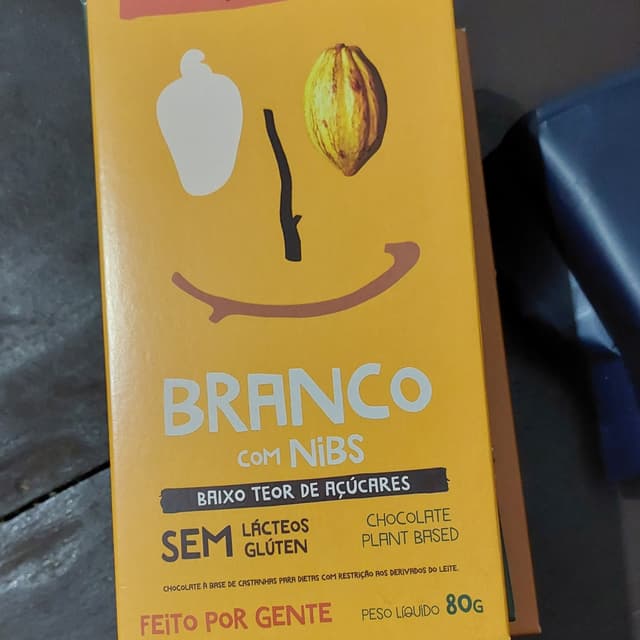 BRANCO
COM NiBS
BAIXO TEOR DE AÇÚCARES
SEM LÁCTEOS
GLÚTEN
CHOCOLATE
PLANT BASED
CHOCOLATE À BASE DE CASTANHAS PARA DIETAS COM RESTRIÇÃO AOS DERIVADOS DO LEITE.
FEiTO POR GENTE
PESO LÍQUIDO 80G